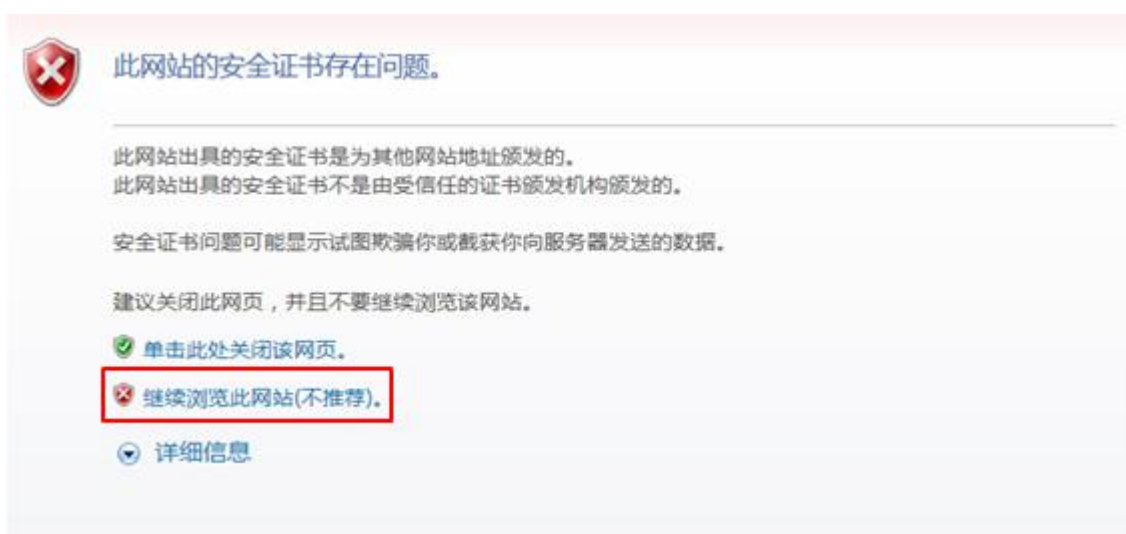 此网站的安全证书存在问题。
此网站出具的安全证书是为其他网站地址颁发的。
此网站出具的安全证书不是由受信任的证书颁发机构颁发的。
安全证书问题可能显示试图欺骗你或截获你向服务器发送的数据。
建议关闭此网页，并且不要继续浏览该网站。
单击此处关闭该网页。
继续浏览此网站(不推荐)。
详细信息